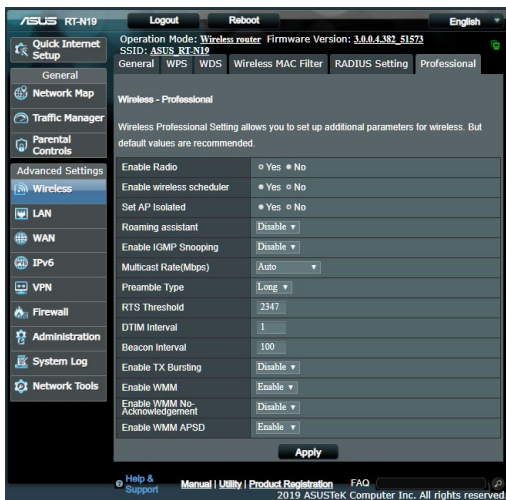 ASUS RT-N19 Logout Reboot English
Quick Internet Setup
General
Network Map
Traffic Manager
Parental Controls
Advanced Settings
Wireless
LAN
WAN
IPv6
VPN
Firewall
Administration
System Log
Network Tools
Operation Mode: Wireless router Firmware Version: 3.0.0.4.382_51573
SSID: ASUS_RT-N19
General WPS WDS Wireless MAC Filter RADIUS Setting Professional
Wireless - Professional
Wireless Professional Setting allows you to set up additional parameters for wireless. But
default values are recommended.
Enable Radio Yes No
Enable wireless scheduler Yes No
Set AP Isolated Yes No
Roaming assistant Disable
Enable IGMP Snooping Disable
Multicast Rate(Mbps) Auto
Preamble Type Long
RTS Threshold 2347
DTIM Interval 1
Beacon Interval 100
Enable TX Bursting Disable
Enable WMM Enable
Enable WMM No-
Acknowledgement Disable
Enable WMM APSD Enable
Apply
Help &
Support Manual | Utility | Product Registration FAQ
2019 ASUSTeK Computer Inc. All rights reserved